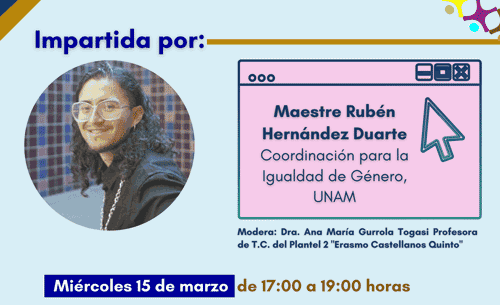 Impartida por:
Maestre Rubén
Hernández Duarte
Coordinación para la
Igualdad de Género,
UNAM
Modera: Dra. Ana María Gurrola Togasi Profesora
de T.C. del Plantel 2 "Erasmo Castellanos Quinto"
Miércoles 15 de marzo de 17:00 a 19:00 horas